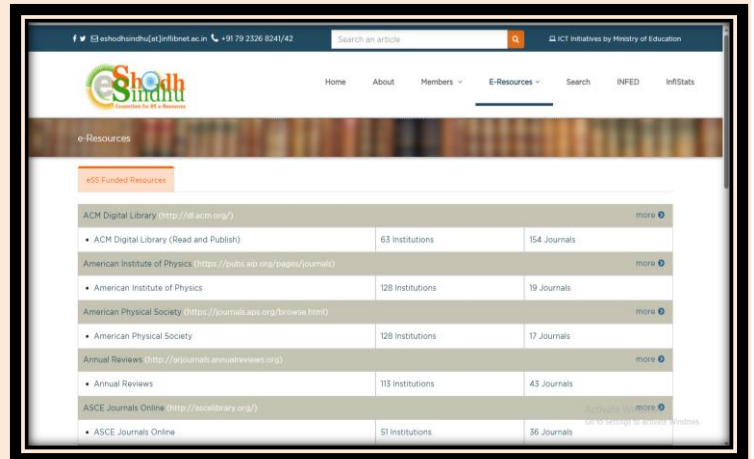 eshodhsindhu[at]inflibnet.ac.in +91 79 2326 8241/42 Search an article ICT Initiatives by Ministry of Education
eShodh
Sindhu
Consortium for HE e-Resources
Home About Members E-Resources Search INFED InfiStats
e-Resources
eSS Funded Resources
ACM Digital Library (http://dl.acm.org/) more
• ACM Digital Library (Read and Publish) 63 Institutions 154 Journals
American Institute of Physics (https://pubs.aip.org/pages/journals) more
• American Institute of Physics 128 Institutions 19 Journals
American Physical Society (https://journals.aps.org/browse.html) more
• American Physical Society 128 Institutions 17 Journals
Annual Reviews (http://arjournals.annualreviews.org) more
• Annual Reviews 113 Institutions 43 Journals
ASCE Journals Online (http://ascelibrary.org/) more
• ASCE Journals Online 51 Institutions 36 Journals
Activate Windows
Go to Settings to activate Windows.